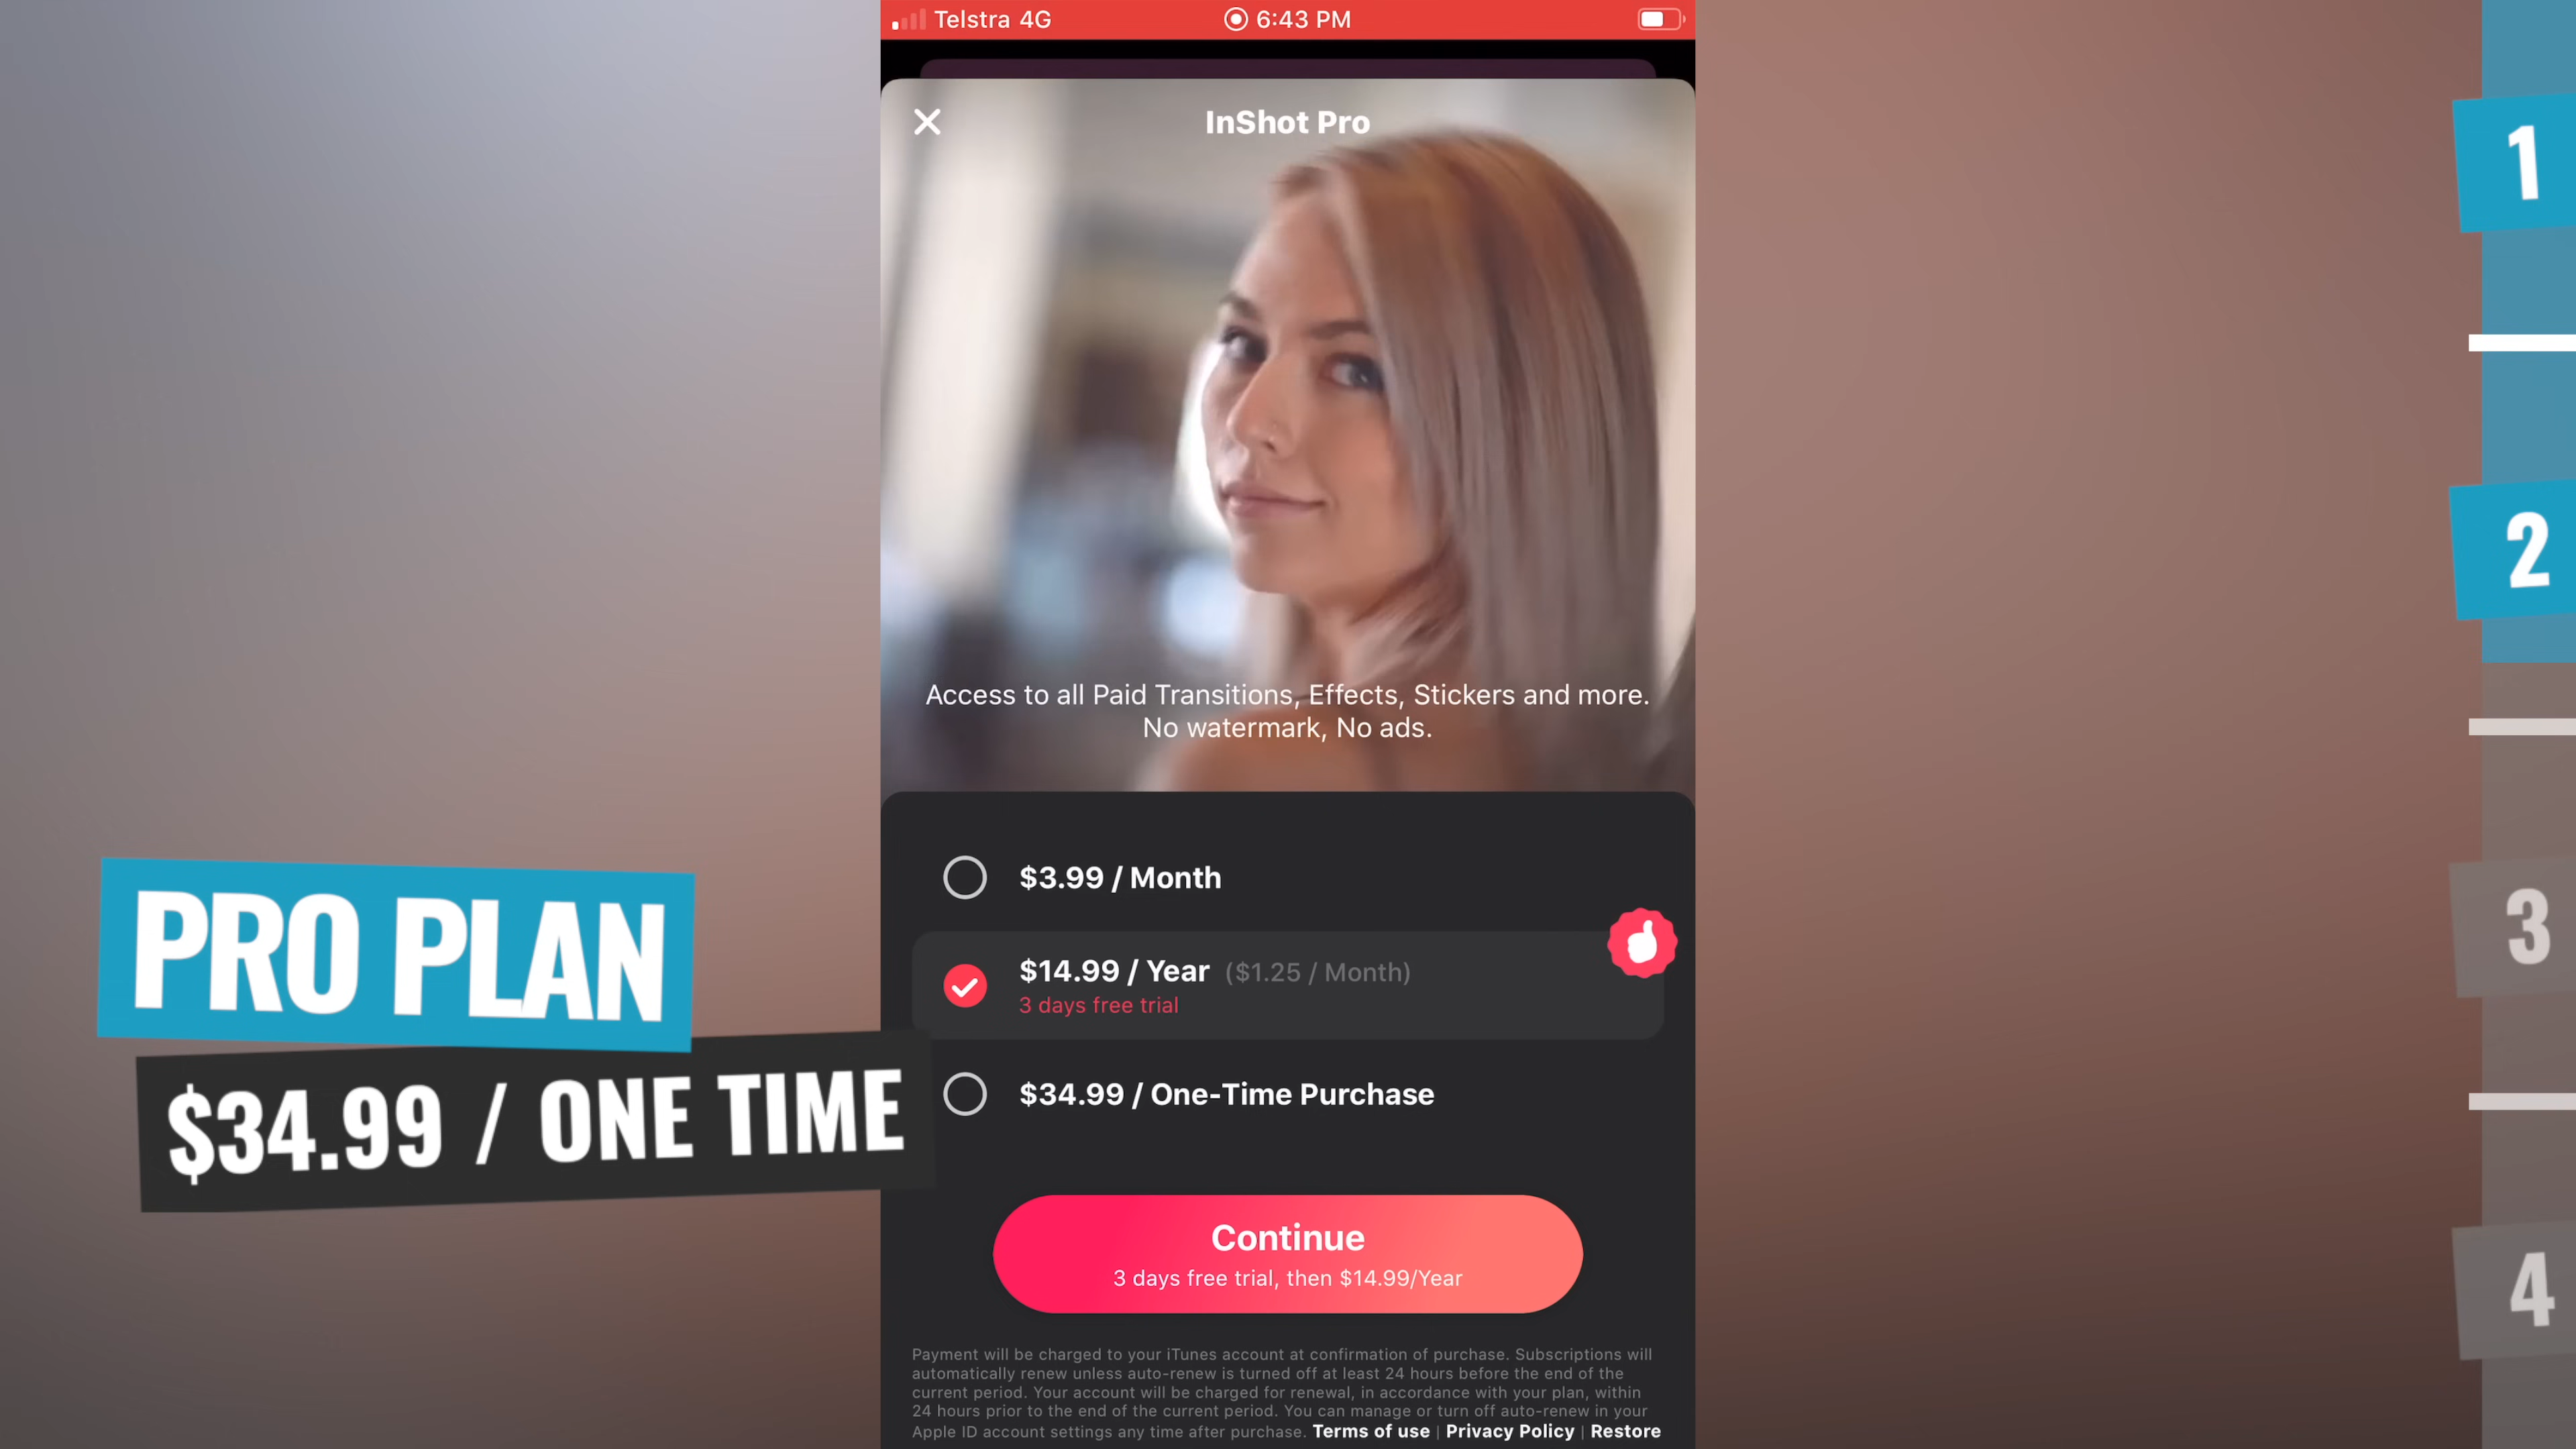 Telstra 4G
6:43 PM
InShot Pro
Access to all Paid Transitions, Effects, Stickers and more.
No watermark, No ads.
$3.99 / Month
$14.99 / Year ($1.25 / Month)
3 days free trial
$34.99 / One-Time Purchase
Continue
3 days free trial, then $14.99/Year
Payment will be charged to your iTunes account at confirmation of purchase. Subscriptions will
automatically renew unless auto-renew is turned off at least 24 hours before the end of the
current period. Your account will be charged for renewal, in accordance with your plan, within
24 hours prior to the end of the current period. You can manage or turn off auto-renew in your
Apple ID account settings any time after purchase. Terms of use | Privacy Policy | Restore
PRO PLAN
$34.99 / ONE TIME
1
2
3
4